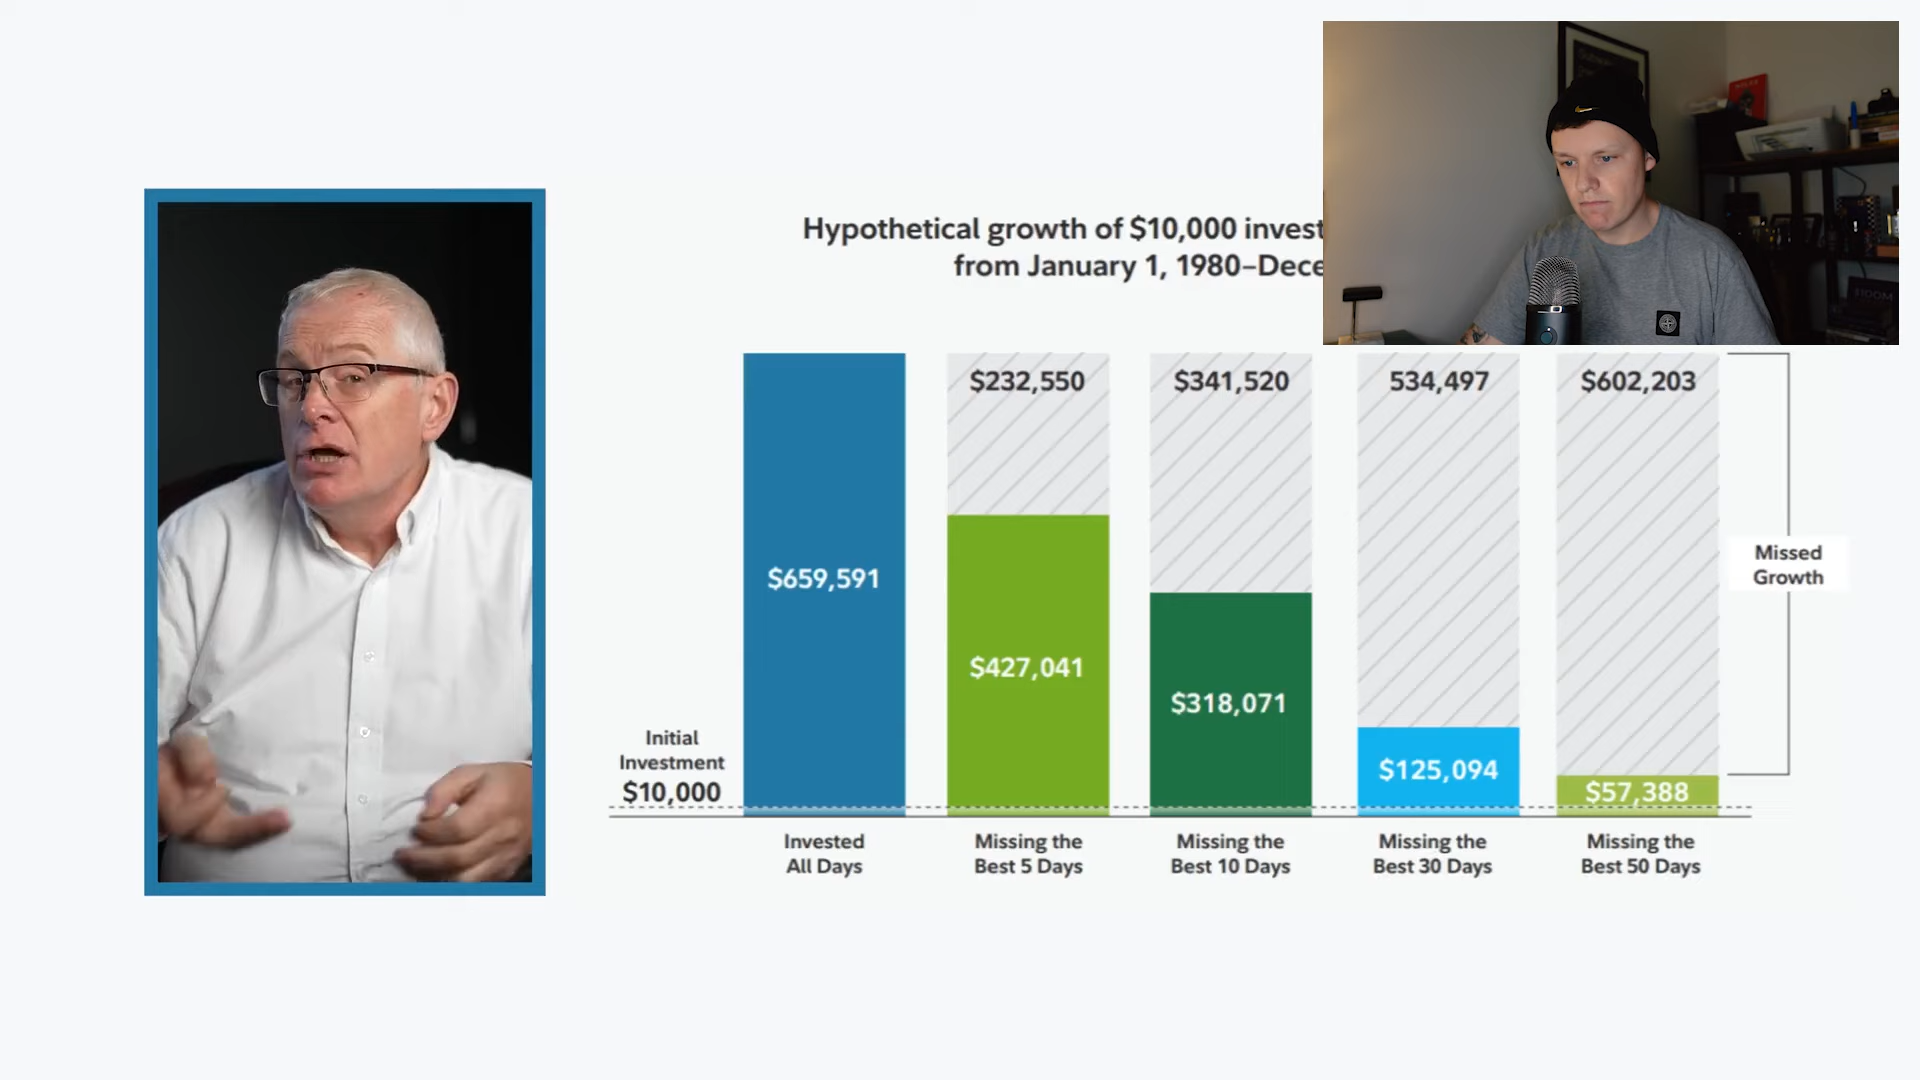 Hypothetical growth of $10,000 invest
from January 1, 1980–Dece
$232,550
$341,520
534,497
$602,203
Missed
Growth
$659,591
$427,041
$318,071
$125,094
$57,388
Initial
Investment
$10,000
Invested
All Days
Missing the
Best 5 Days
Missing the
Best 10 Days
Missing the
Best 30 Days
Missing the
Best 50 Days